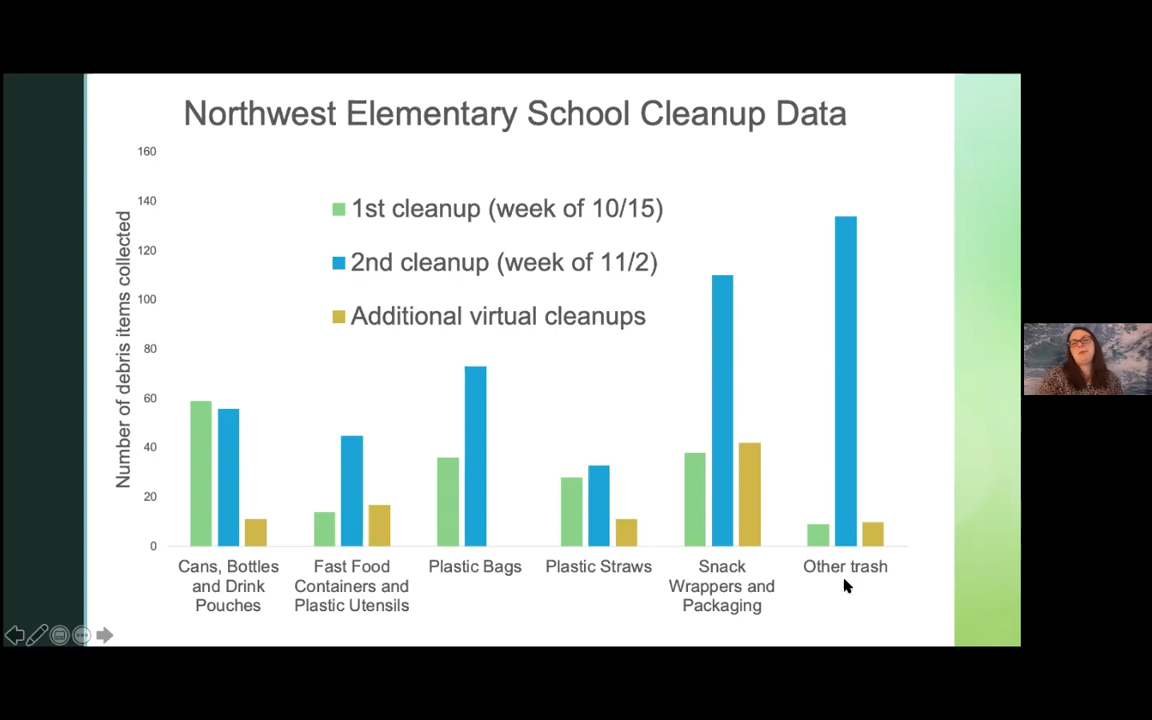 Northwest Elementary School Cleanup Data
160
140
120
100
80
60
40
20
0
Number of debris items collected
1st cleanup (week of 10/15)
2nd cleanup (week of 11/2)
Additional virtual cleanups
Cans, Bottles
and Drink
Pouches
Fast Food
Containers and
Plastic Utensils
Plastic Bags
Plastic Straws
Snack
Wrappers and
Packaging
Other trash